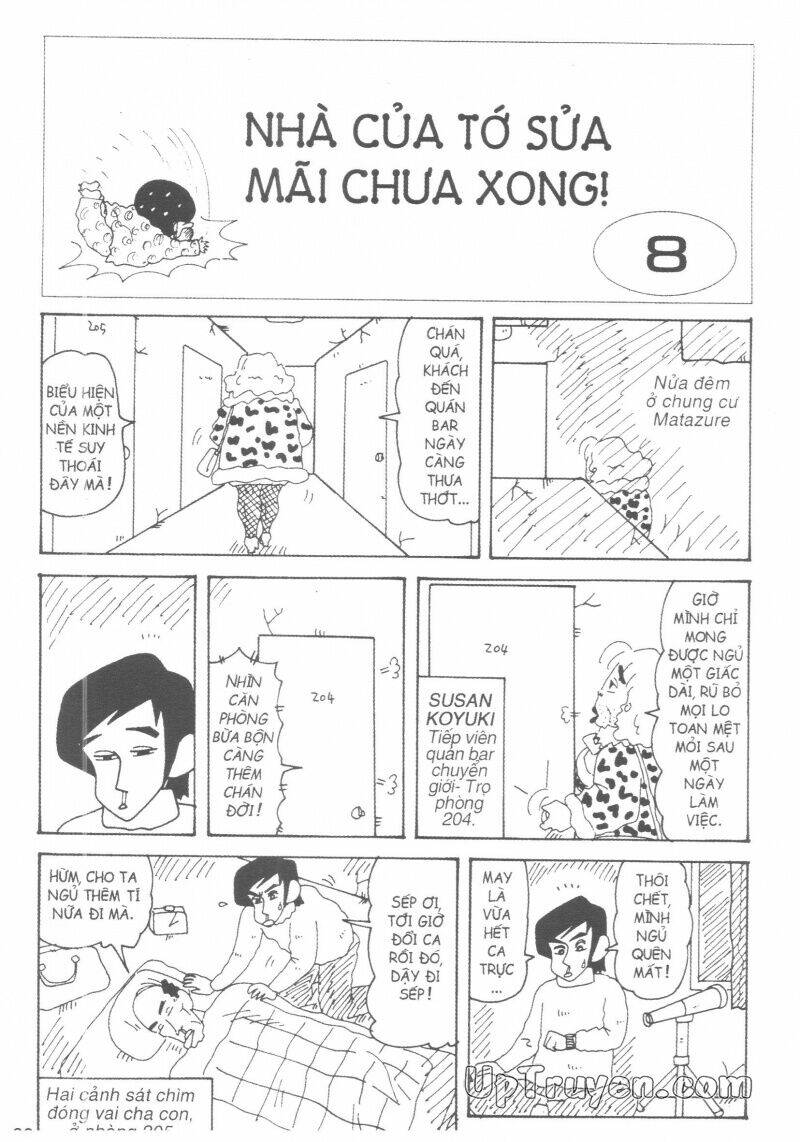 NHÀ CỦA TỚ SỬA
MÃI CHƯA XONG!
8
Nửa đêm
ở chung cư
Matazure
CHÁN
QUÁ,
KHÁCH
ĐẾN
QUÁN
BAR
NGÀY
CÀNG
THƯA
THỚT...
205
BIỂU HIỆN
CỦA MỘT
NỀN KINH
TẾ SUY
THOÁI
ĐÂY MÀ!
GIỜ
MÌNH CHỈ
MONG
ĐƯỢC NGỦ
MỘT GIẤC
DÀI, RŨ BỎ
MỌI LO
TOAN MỆT
MỎI SAU
MỘT
NGÀY
LÀM
VIỆC.
204
SUSAN
KOYUKI
Tiếp viên
quán bar
chuyển
giới- Trọ
phòng
204.
204
NHÌN
CĂN
PHÒNG
BỪA BỘN
CÀNG
THÊM
CHÁN
ĐỜI!
THÔI
CHẾT,
MÌNH
NGỦ
QUÊN
MẤT!
MAY
LÀ
VỪA
HẾT
CA
TRỰC
...
SẾP ƠI,
TỚI GIỜ
ĐỔI CA
RỒI ĐÓ,
DẬY ĐI
SẾP!
HỪM, CHO TA
NGỦ THÊM TÍ
NỮA ĐI MÀ.
Hai cảnh sát chìm
đóng vai cha con,
ở phòng 205
UpTruyen.com